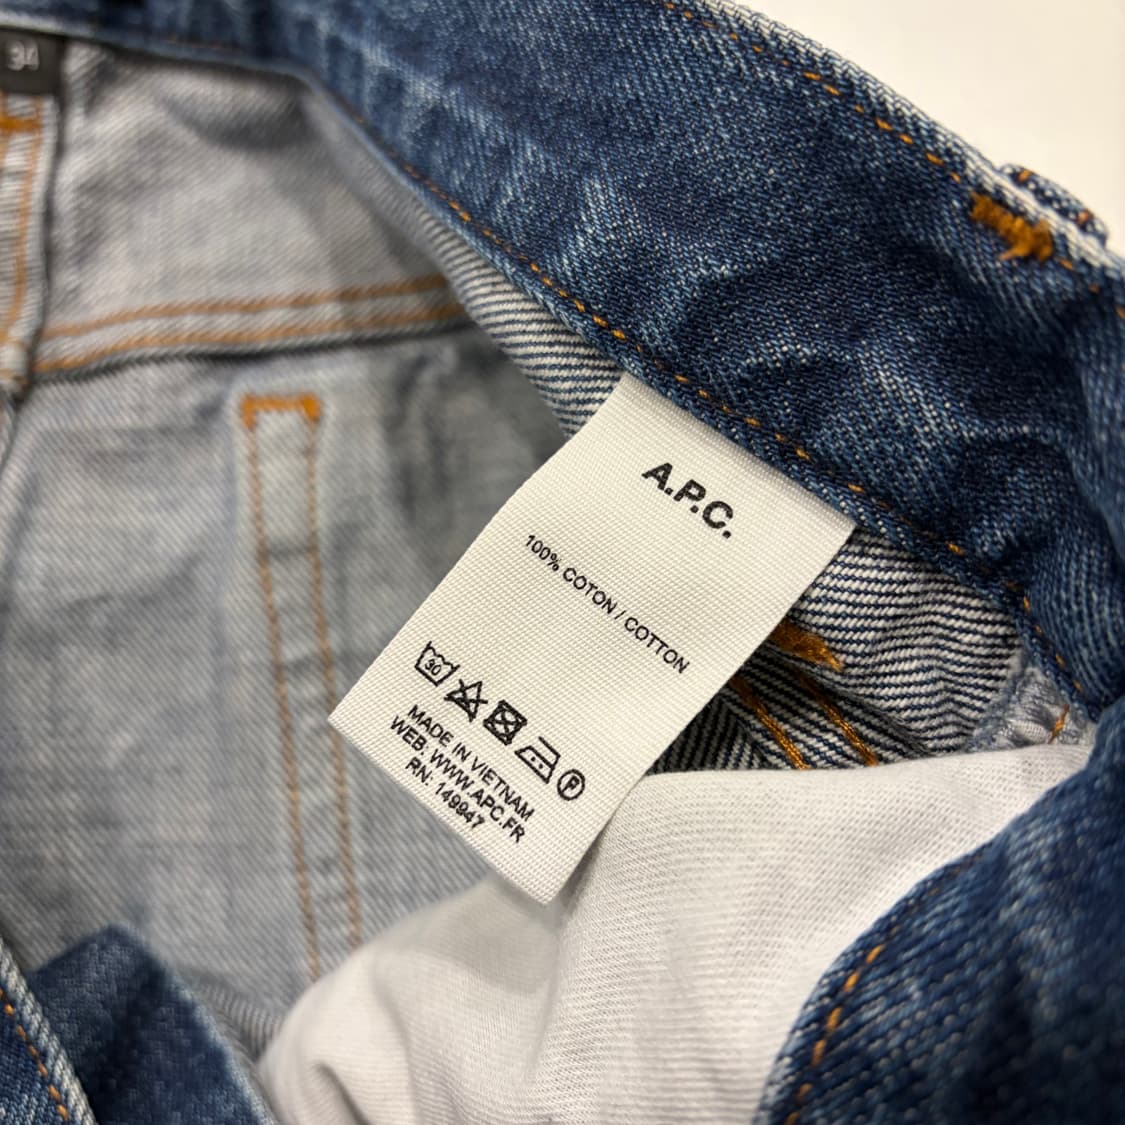 34
A.P.C.
100% COTON / COTTON
30 F
MADE IN VIETNAM
WEB. WWW.APC.FR
RN: 149947